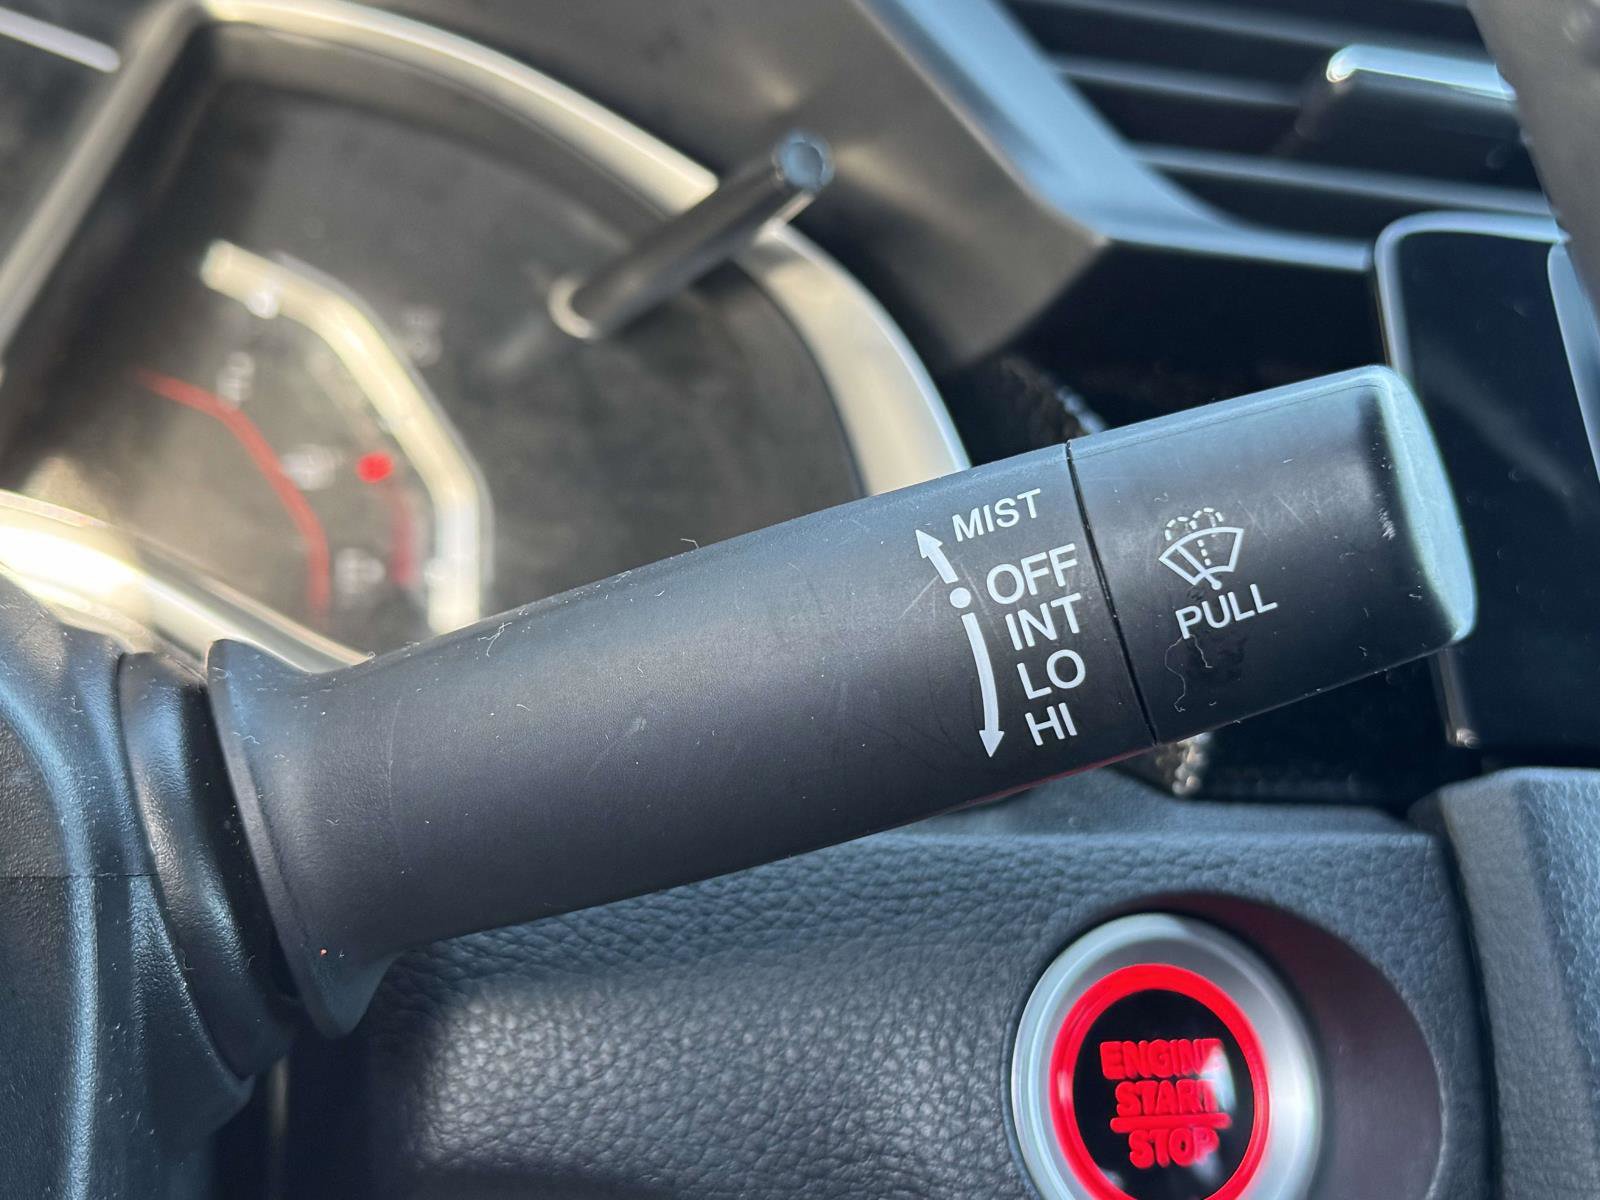 MIST
OFF
INT
LO
HI
PULL
ENGINE
START
STOP